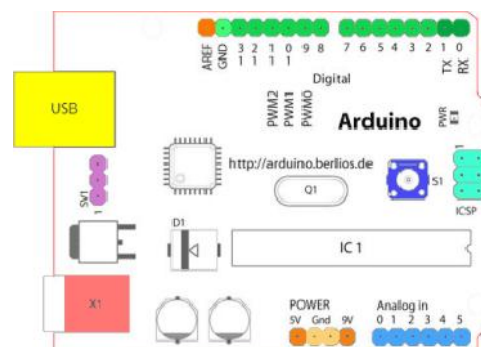 AREF
GND
13
12
11
10
9
8
7
6
5
4
3
2
1
0
TX
RX
Digital
PWM2
PWM1
PWM0
Arduino
PWR
USB
http://arduino.berlios.de
SV1
1
Q1
S1
1
ICSP
D1
IC 1
X1
POWER
5V Gnd 9V
Analog in
0 1 2 3 4 5